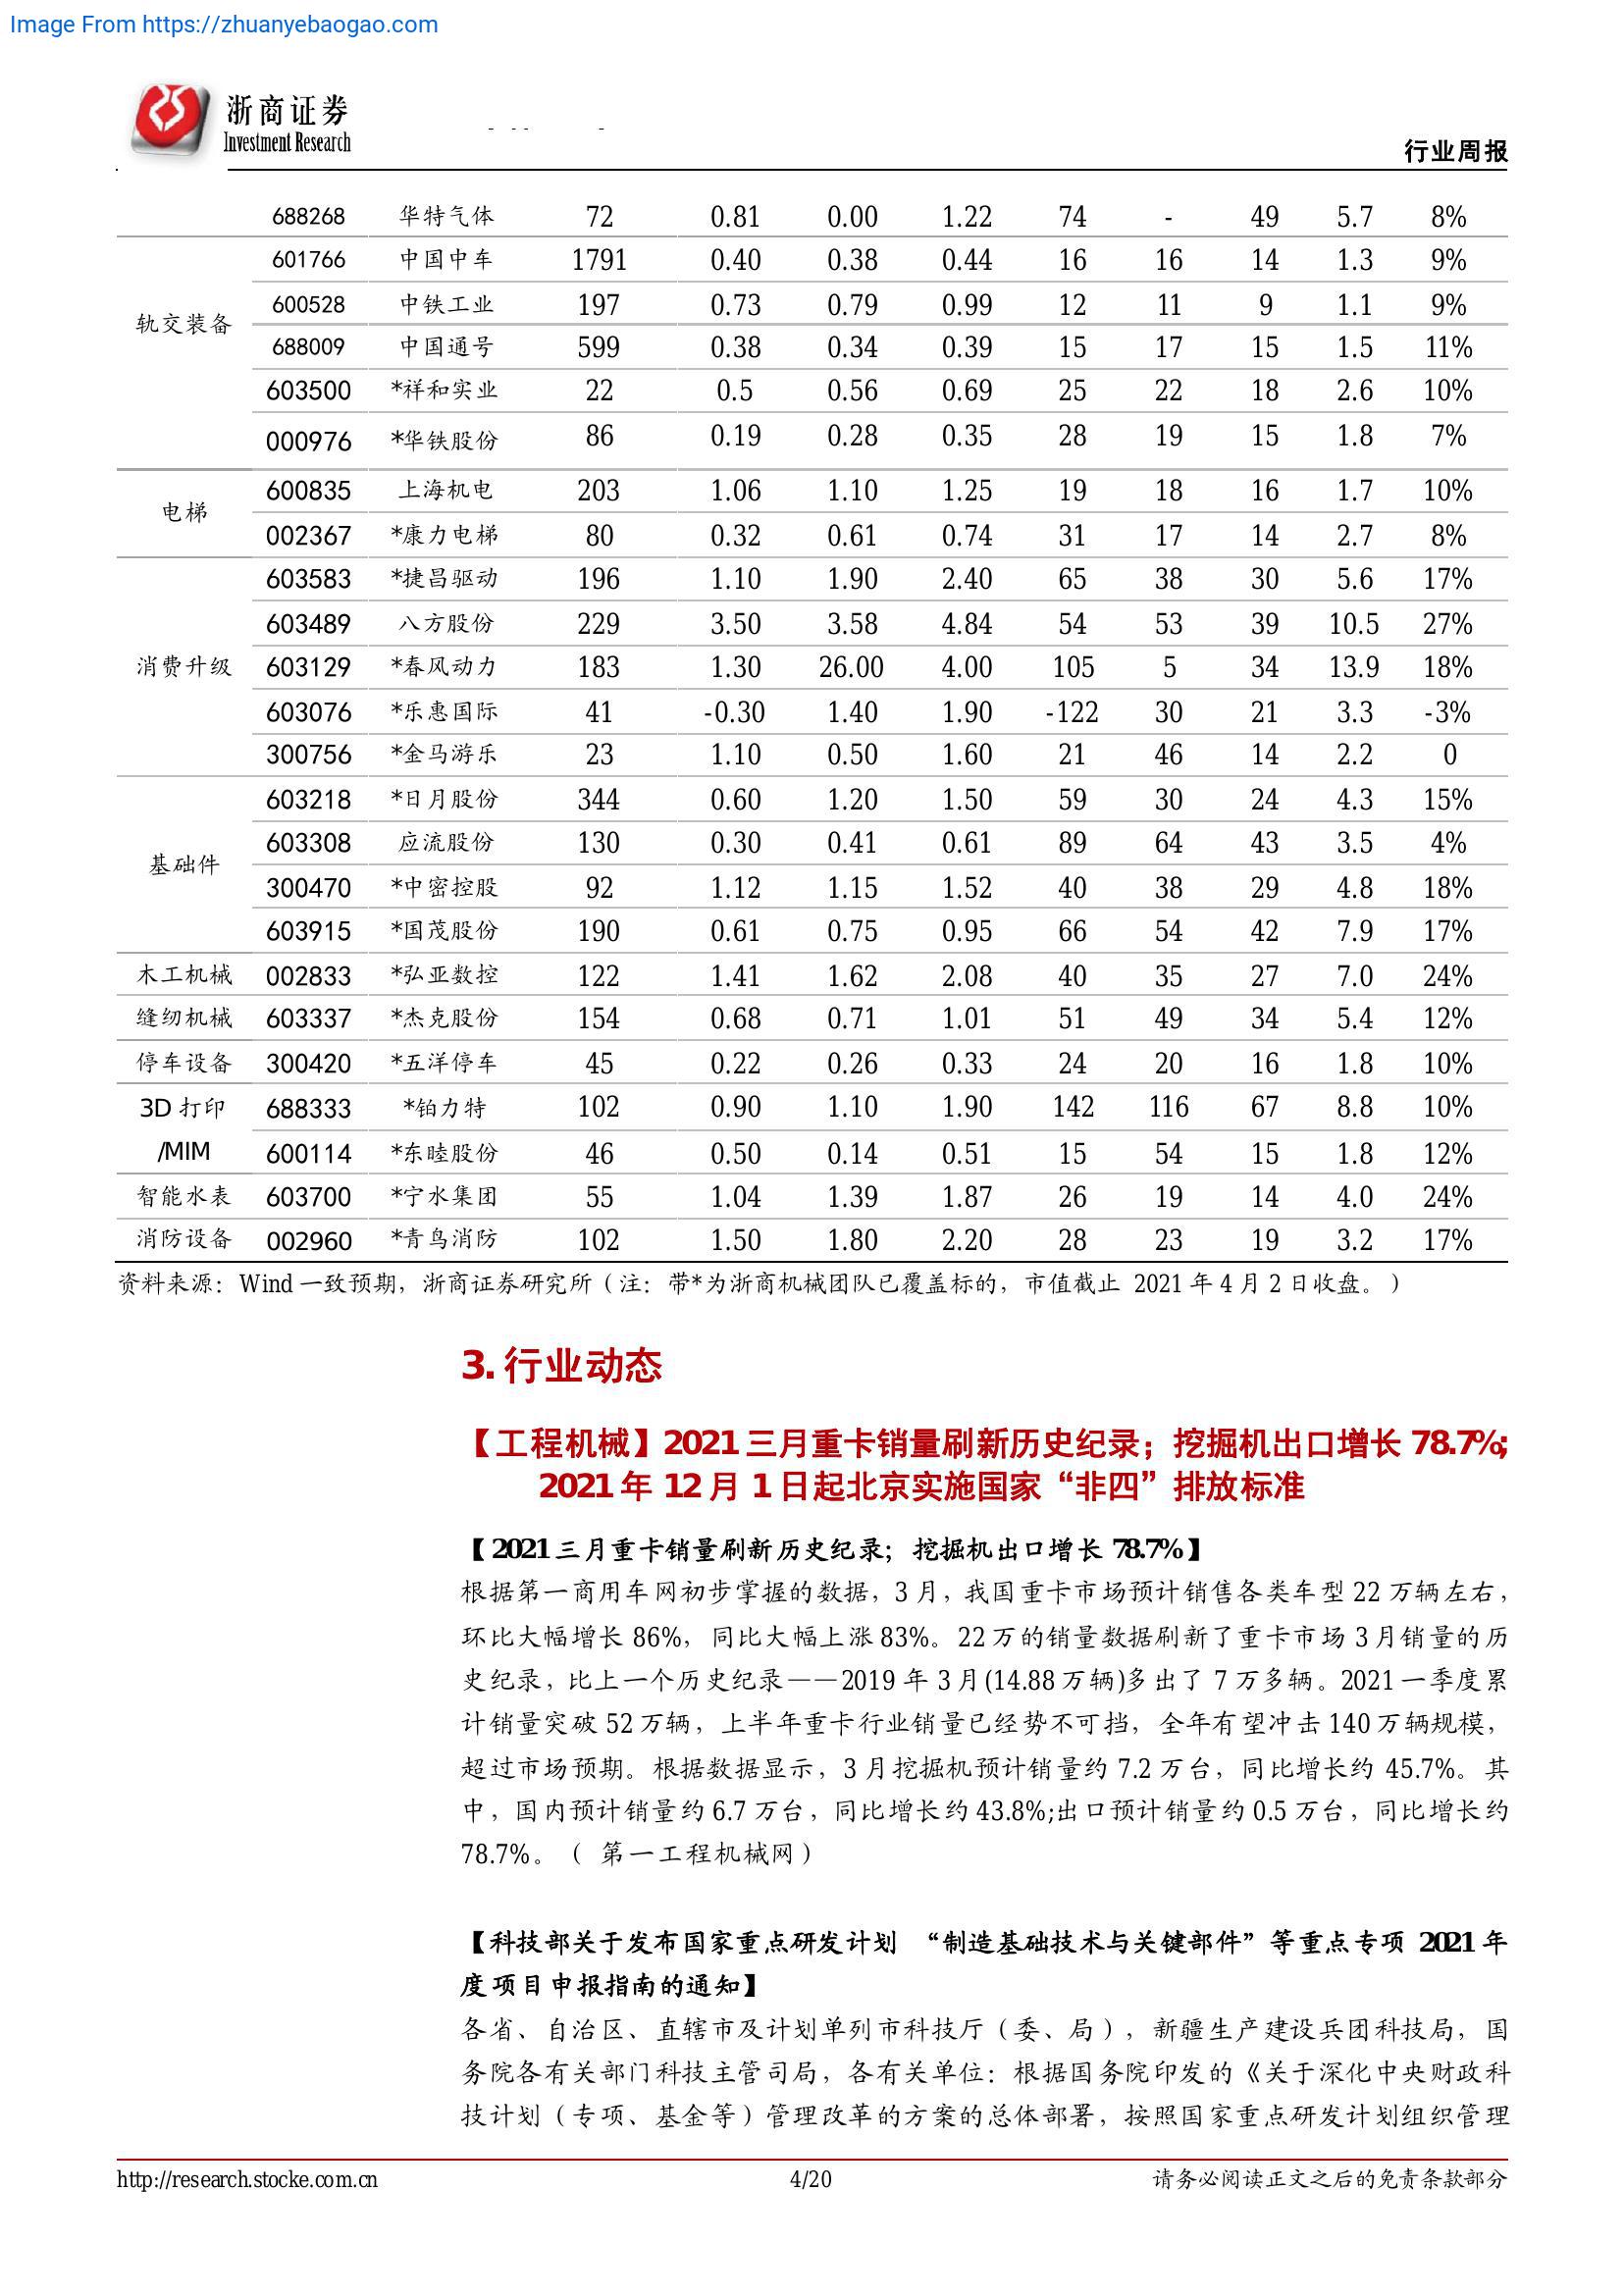 Image From https://zhuanyebaogao.com
浙商证券
Investment Research
行业周报
688268 华特气体 72 0.81 0.00 1.22 74 - 49 5.7 8%
601766 中国中车 1791 0.40 0.38 0.44 16 16 14 1.3 9%
600528 中铁工业 197 0.73 0.79 0.99 12 11 9 1.1 9%
轨交装备
688009 中国通号 599 0.38 0.34 0.39 15 17 15 1.5 11%
603500 *祥和实业 22 0.5 0.56 0.69 25 22 18 2.6 10%
000976 *华铁股份 86 0.19 0.28 0.35 28 19 15 1.8 7%
600835 上海机电 203 1.06 1.10 1.25 19 18 16 1.7 10%
电梯
002367 *康力电梯 80 0.32 0.61 0.74 31 17 14 2.7 8%
603583 *捷昌驱动 196 1.10 1.90 2.40 65 38 30 5.6 17%
603489 八方股份 229 3.50 3.58 4.84 54 53 39 10.5 27%
消费升级 603129 *春风动力 183 1.30 26.00 4.00 105 5 34 13.9 18%
603076 *乐惠国际 41 -0.30 1.40 1.90 -122 30 21 3.3 -3%
300756 *金马游乐 23 1.10 0.50 1.60 21 46 14 2.2 0
603218 *日月股份 344 0.60 1.20 1.50 59 30 24 4.3 15%
603308 应流股份 130 0.30 0.41 0.61 89 64 43 3.5 4%
基础件
300470 *中密控股 92 1.12 1.15 1.52 40 38 29 4.8 18%
603915 *国茂股份 190 0.61 0.75 0.95 66 54 42 7.9 17%
木工机械 002833 *弘亚数控 122 1.41 1.62 2.08 40 35 27 7.0 24%
缝纫机械 603337 *杰克股份 154 0.68 0.71 1.01 51 49 34 5.4 12%
停车设备 300420 *五洋停车 45 0.22 0.26 0.33 24 20 16 1.8 10%
3D 打印 688333 *铂力特 102 0.90 1.10 1.90 142 116 67 8.8 10%
/MIM 600114 *东睦股份 46 0.50 0.14 0.51 15 54 15 1.8 12%
智能水表 603700 *宁水集团 55 1.04 1.39 1.87 26 19 14 4.0 24%
消防设备 002960 *青鸟消防 102 1.50 1.80 2.20 28 23 19 3.2 17%
资料来源：Wind 一致预期，浙商证券研究所（注：带*为浙商机械团队已覆盖标的，市值截止 2021 年 4 月 2 日收盘。）
3. 行业动态
【工程机械】2021 三月重卡销量刷新历史纪录；挖掘机出口增长 78.7%;
2021 年 12 月 1 日起北京实施国家“非四”排放标准
【2021 三月重卡销量刷新历史纪录；挖掘机出口增长 78.7%】
根据第一商用车网初步掌握的数据，3 月，我国重卡市场预计销售各类车型 22 万辆左右，
环比大幅增长 86%，同比大幅上涨 83%。22 万的销量数据刷新了重卡市场 3 月销量的历
史纪录，比上一个历史纪录——2019 年 3 月(14.88 万辆)多出了 7 万多辆。2021 一季度累
计销量突破 52 万辆，上半年重卡行业销量已经势不可挡，全年有望冲击 140 万辆规模，
超过市场预期。根据数据显示，3 月挖掘机预计销量约 7.2 万台，同比增长约 45.7%。其
中，国内预计销量约 6.7 万台，同比增长约 43.8%;出口预计销量约 0.5 万台，同比增长约
78.7%。（ 第一工程机械网）
【科技部关于发布国家重点研发计划 “制造基础技术与关键部件”等重点专项 2021 年
度项目申报指南的通知】
各省、自治区、直辖市及计划单列市科技厅（委、局），新疆生产建设兵团科技局，国
务院各有关部门科技主管司局，各有关单位：根据国务院印发的《关于深化中央财政科
技计划（专项、基金等）管理改革的方案的总体部署，按照国家重点研发计划组织管理
http://research.stocke.com.cn 4/20 请务必阅读正文之后的免责条款部分